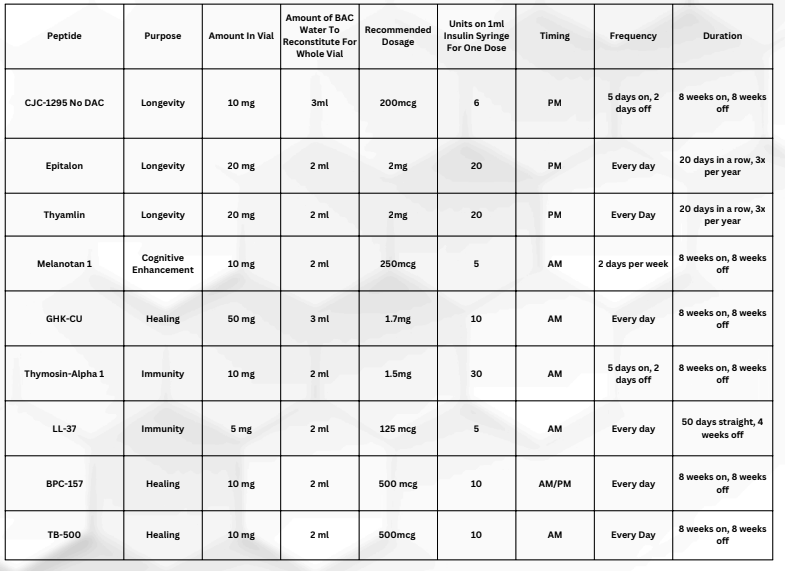 Peptide
Purpose
Amount In Vial
Amount of BAC
Water To
Reconstitute For
Whole Vial
Recommended
Dosage
Units on 1ml
Insulin Syringe
For One Dose
Timing
Frequency
Duration
CJC-1295 No DAC
Longevity
10 mg
3ml
200mcg
6
PM
5 days on, 2
days off
8 weeks on, 8 weeks
off
Epitalon
Longevity
20 mg
2 ml
2mg
20
PM
Every day
20 days in a row, 3x
per year
Thyamlin
Longevity
20 mg
2 ml
2mg
20
PM
Every Day
20 days in a row, 3x
per year
Melanotan 1
Cognitive
Enhancement
10 mg
2 ml
250mcg
5
AM
2 days per week
8 weeks on, 8 weeks
off
GHK-CU
Healing
50 mg
3 ml
1.7mg
10
AM
Every day
8 weeks on, 8 weeks
off
Thymosin-Alpha 1
Immunity
10 mg
2 ml
1.5mg
30
AM
5 days on, 2
days off
8 weeks on, 8 weeks
off
LL-37
Immunity
5 mg
2 ml
125 mcg
5
AM
Every day
50 days straight, 4
weeks off
BPC-157
Healing
10 mg
2 ml
500 mcg
10
AM/PM
Every day
8 weeks on, 8 weeks
off
TB-500
Healing
10 mg
2 ml
500mcg
10
AM
Every Day
8 weeks on, 8 weeks
off